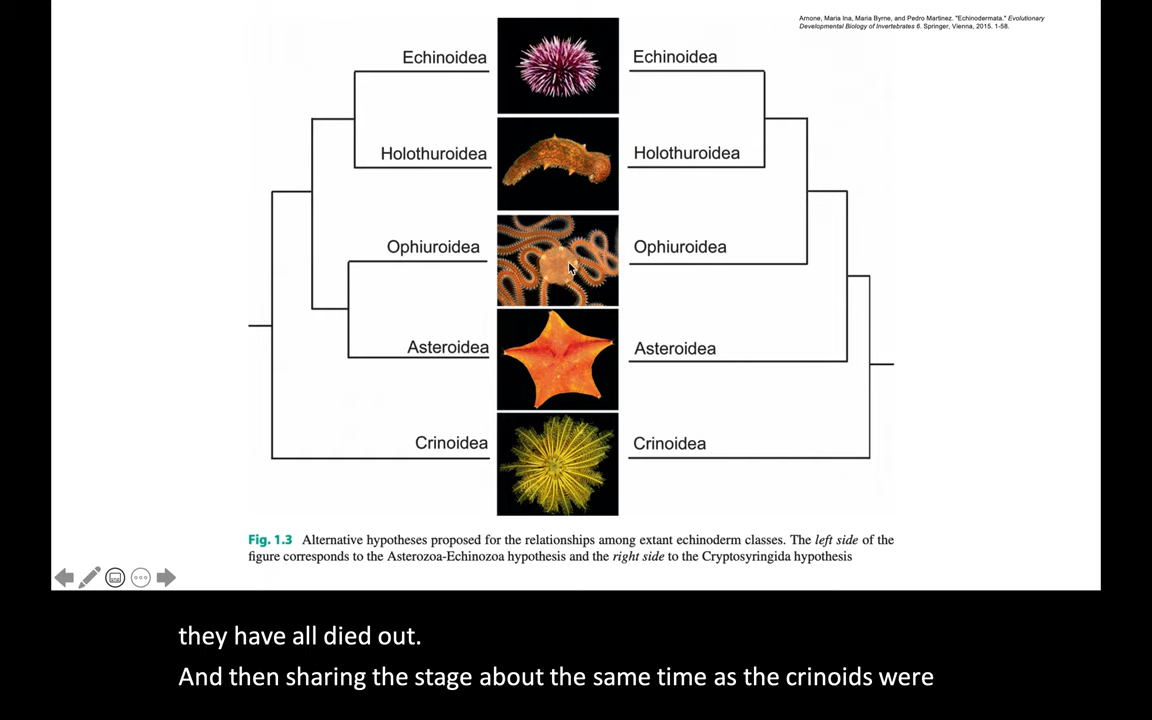 Arnone, Maria Ina, Maria Byrne, and Pedro Martinez. "Echinodermata." Evolutionary
Developmental Biology of Invertebrates 6. Springer, Vienna, 2015. 1-58.
Echinoidea Echinoidea
Holothuroidea Holothuroidea
Ophiuroidea Ophiuroidea
Asteroidea Asteroidea
Crinoidea Crinoidea
Fig. 1.3 Alternative hypotheses proposed for the relationships among extant echinoderm classes. The left side of the
figure corresponds to the Asterozoa-Echinozoa hypothesis and the right side to the Cryptosyringida hypothesis
they have all died out.
And then sharing the stage about the same time as the crinoids were